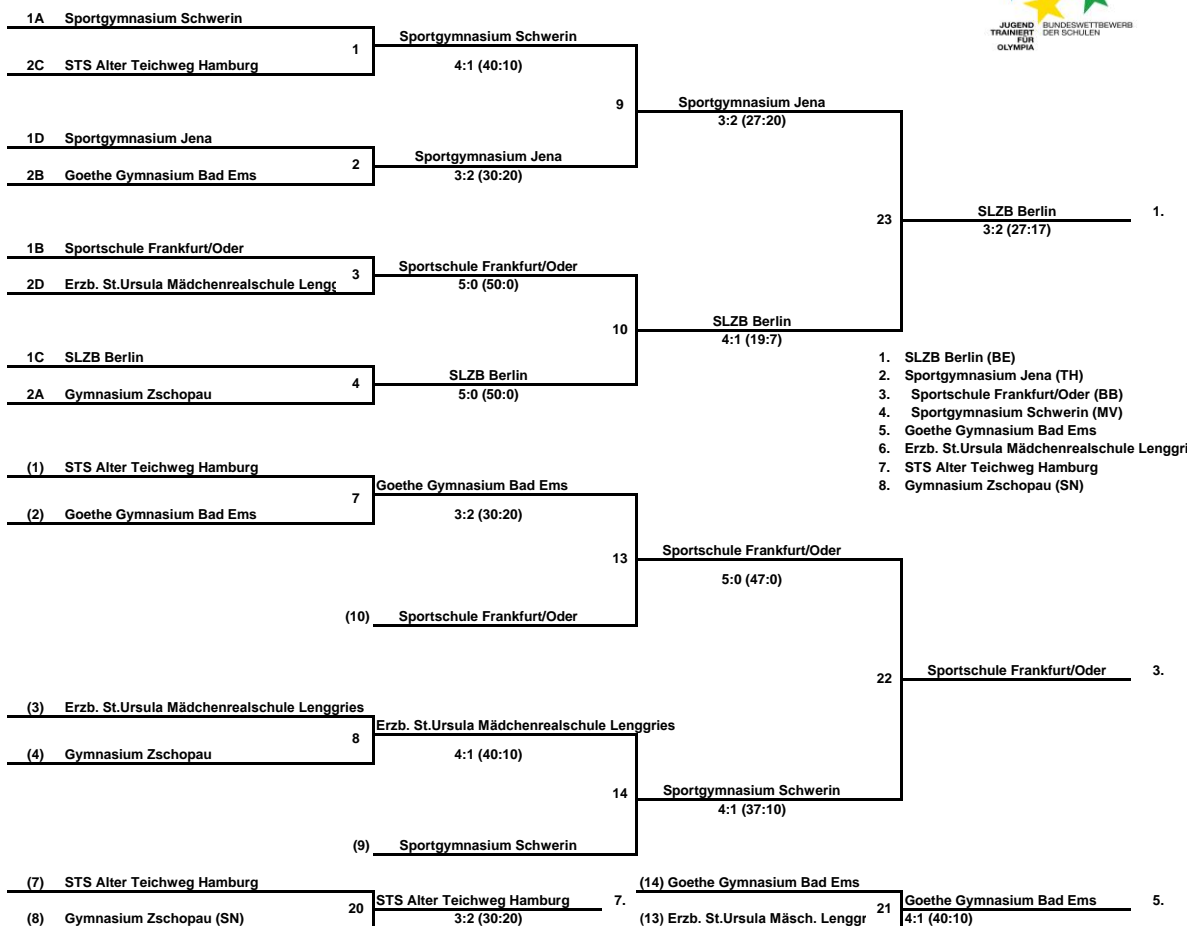 JUGEND TRAINIERT FÜR OLYMPIA
BUNDESWETTBEWERB DER SCHULEN
1A Sportgymnasium Schwerin
1 Sportgymnasium Schwerin
2C STS Alter Teichweg Hamburg
4:1 (40:10)
9 Sportgymnasium Jena
3:2 (27:20)
1D Sportgymnasium Jena
2 Sportgymnasium Jena
2B Goethe Gymnasium Bad Ems
3:2 (30:20)
23 SLZB Berlin 1.
3:2 (27:17)
1B Sportschule Frankfurt/Oder
3 Sportschule Frankfurt/Oder
2D Erzb. St.Ursula Mädchenrealschule Lengg
5:0 (50:0)
10 SLZB Berlin
4:1 (19:7)
1C SLZB Berlin
4 SLZB Berlin
2A Gymnasium Zschopau
5:0 (50:0)
1. SLZB Berlin (BE)
2. Sportgymnasium Jena (TH)
3. Sportschule Frankfurt/Oder (BB)
4. Sportgymnasium Schwerin (MV)
5. Goethe Gymnasium Bad Ems
6. Erzb. St.Ursula Mädchenrealschule Lenggri
7. STS Alter Teichweg Hamburg
8. Gymnasium Zschopau (SN)
(1) STS Alter Teichweg Hamburg
7 Goethe Gymnasium Bad Ems
(2) Goethe Gymnasium Bad Ems
3:2 (30:20)
13 Sportschule Frankfurt/Oder
5:0 (47:0)
(10) Sportschule Frankfurt/Oder
22 Sportschule Frankfurt/Oder 3.
(3) Erzb. St.Ursula Mädchenrealschule Lenggries
8 Erzb. St.Ursula Mädchenrealschule Lenggries
(4) Gymnasium Zschopau
4:1 (40:10)
14 Sportgymnasium Schwerin
4:1 (37:10)
(9) Sportgymnasium Schwerin
(7) STS Alter Teichweg Hamburg
20 STS Alter Teichweg Hamburg 7.
(8) Gymnasium Zschopau (SN)
3:2 (30:20)
(14) Goethe Gymnasium Bad Ems
21 Goethe Gymnasium Bad Ems 5.
(13) Erzb. St.Ursula Mäsch. Lenggr
4:1 (40:10)